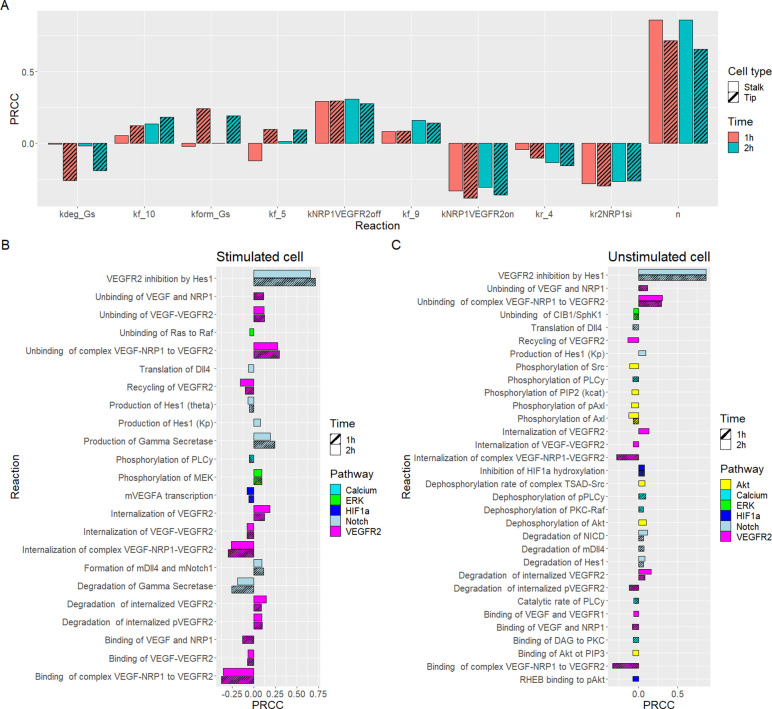 A
PRCC
0.5
0.0
kdeg_Gs
kf_10
kform_Gs
kf_5
kNRP1VEGFR2off
kf_9
kNRP1VEGFR2on
kr_4
kr2NRP1si
n
Reaction
Cell type
Stalk
Tip
Time
1h
2h
B
Stimulated cell
Reaction
VEGFR2 inhibition by Hes1
Unbinding of VEGF and NRP1
Unbinding of VEGF-VEGFR2
Unbinding of Ras to Raf
Unbinding of complex VEGF-NRP1 to VEGFR2
Translation of Dll4
Recycling of VEGFR2
Production of Hes1 (theta)
Production of Hes1 (Kp)
Production of Gamma Secretase
Phosphorylation of PLCy
Phosphorylation of MEK
mVEGFA transcription
Internalization of VEGFR2
Internalization of VEGF-VEGFR2
Internalization of complex VEGF-NRP1-VEGFR2
Formation of mDll4 and mNotch1
Degradation of Gamma Secretase
Degradation of internalized VEGFR2
Degradation of internalized pVEGFR2
Binding of VEGF and NRP1
Binding of VEGF-VEGFR2
Binding of complex VEGF-NRP1 to VEGFR2
-0.25
0.00
0.25
0.50
0.75
PRCC
Time
1h
2h
Pathway
Calcium
ERK
HIF1a
Notch
VEGFR2
C
Unstimulated cell
Reaction
VEGFR2 inhibition by Hes1
Unbinding of VEGF and NRP1
Unbinding of complex VEGF-NRP1 to VEGFR2
Unbinding of CIB1/SphK1
Translation of Dll4
Recycling of VEGFR2
Production of Hes1 (Kp)
Phosphorylation of Src
Phosphorylation of PLCy
Phosphorylation of PIP2 (kcat)
Phosphorylation of pAxl
Phosphorylation of Axl
Internalization of VEGFR2
Internalization of VEGF-VEGFR2
Internalization of complex VEGF-NRP1-VEGFR2
Inhibition of HIF1a hydroxylation
Dephosphorylation rate of complex TSAD-Src
Dephosphorylation of pPLCy
Dephosphorylation of PKC-Raf
Dephosphorylation of Akt
Degradation of NICD
Degradation of mDll4
Degradation of Hes1
Degradation of internalized VEGFR2
Degradation of internalized pVEGFR2
Catalytic rate of PLCy
Binding of VEGF and VEGFR1
Binding of VEGF and NRP1
Binding of DAG to PKC
Binding of Akt ot PIP3
Binding of complex VEGF-NRP1 to VEGFR2
RHEB binding to pAkt
0.0
0.5
PRCC
Time
1h
2h
Pathway
Akt
Calcium
ERK
HIF1a
Notch
VEGFR2